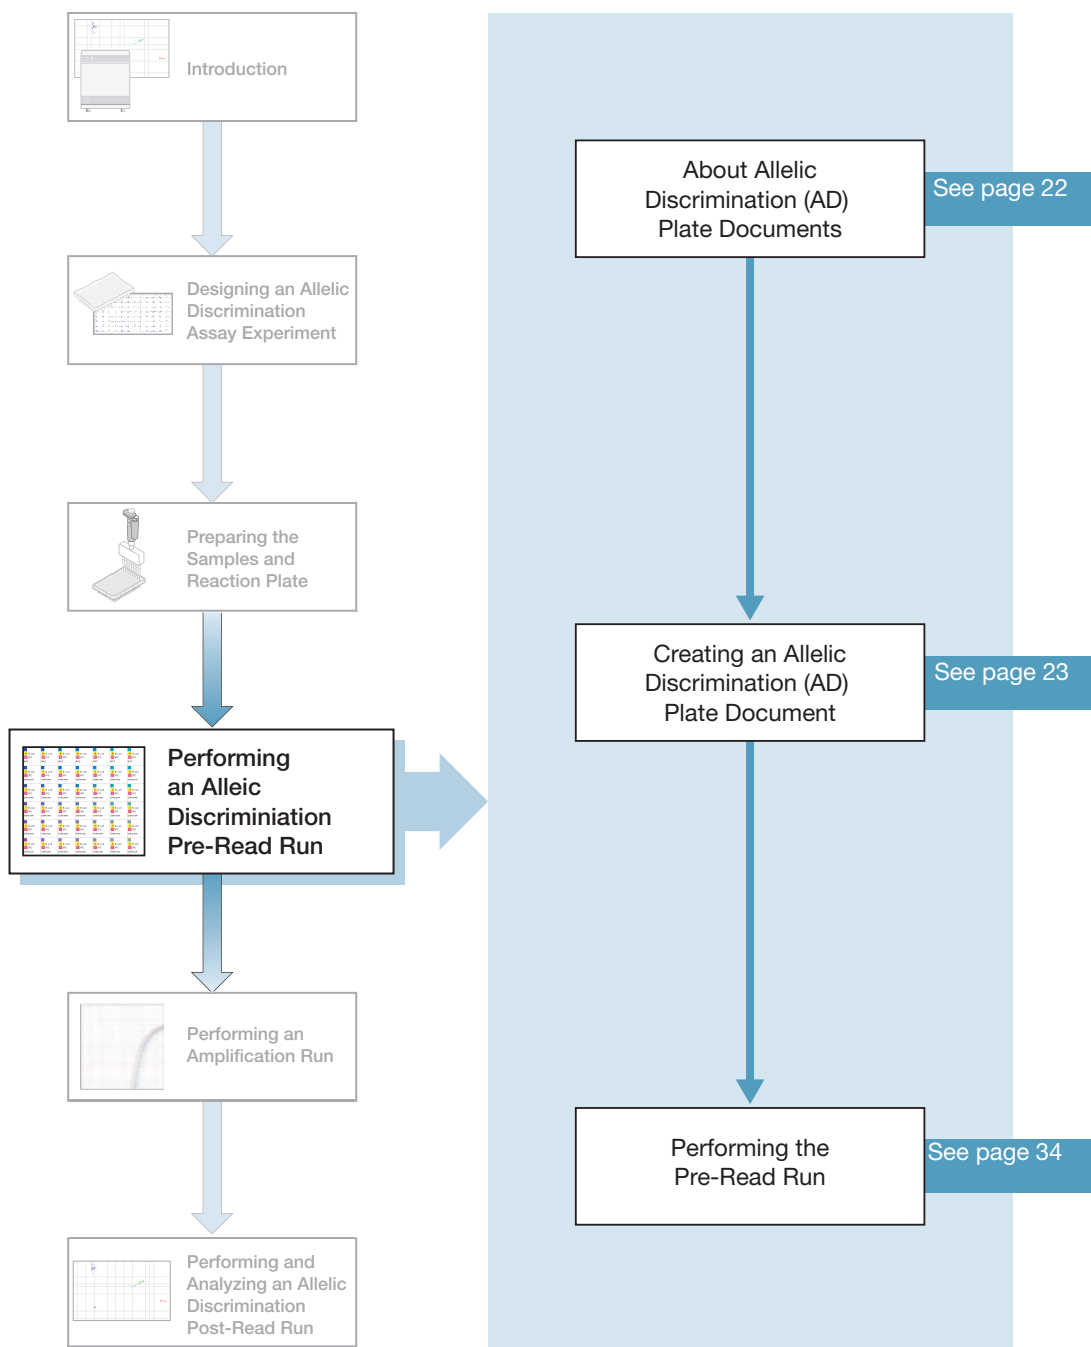 Introduction
Designing an Allelic
Discrimination
Assay Experiment
Preparing the
Samples and
Reaction Plate
Performing
an Alleic
Discriminiation
Pre-Read Run
Performing an
Amplification Run
Performing and
Analyzing an Allelic
Discrimination
Post-Read Run
About Allelic
Discrimination (AD)
Plate Documents
See page 22
Creating an Allelic
Discrimination (AD)
Plate Document
See page 23
Performing the
Pre-Read Run
See page 34